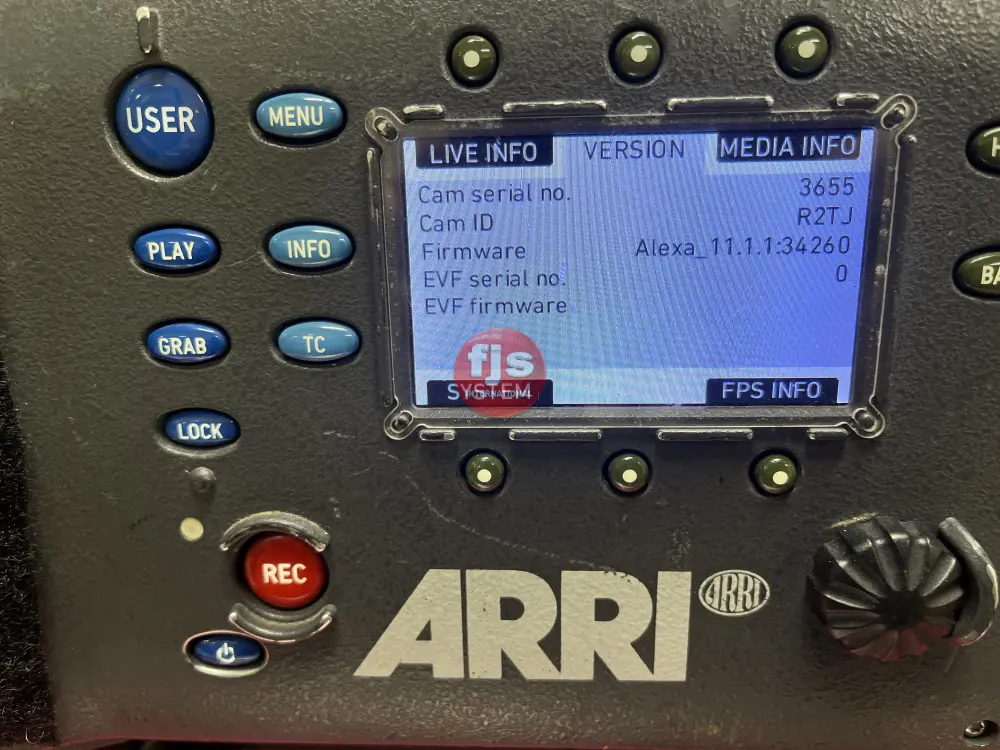 USER
MENU
LIVE INFO VERSION MEDIA INFO
Cam serial no. 3655
Cam ID R2TJ
Firmware Alexa_11.1.1:34260
EVF serial no. 0
EVF firmware
PLAY
INFO
GRAB
TC
fjs
INTERNATIONAL
SYSTEM FPS INFO
LOCK
REC
ARRI ARRI